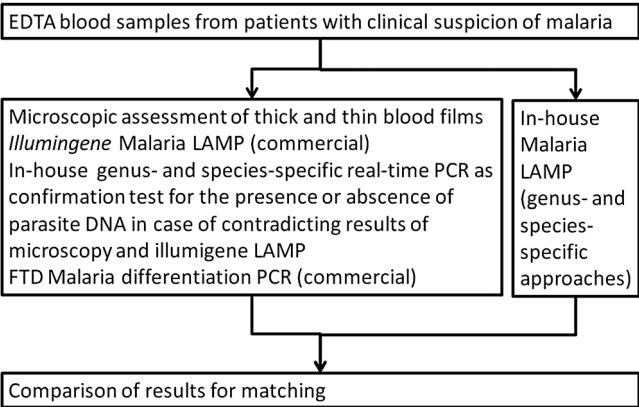 EDTA blood samples from patients with clinical suspicion of malaria
Microscopic assessment of thick and thin blood films
Illumingene Malaria LAMP (commercial)
In-house genus- and species-specific real-time PCR as
confirmation test for the presence or abscence of
parasite DNA in case of contradicting results of
microscopy and illumigene LAMP
FTD Malaria differentiation PCR (commercial)
In-house
Malaria
LAMP
(genus- and
species-
specific
approaches)
Comparison of results for matching